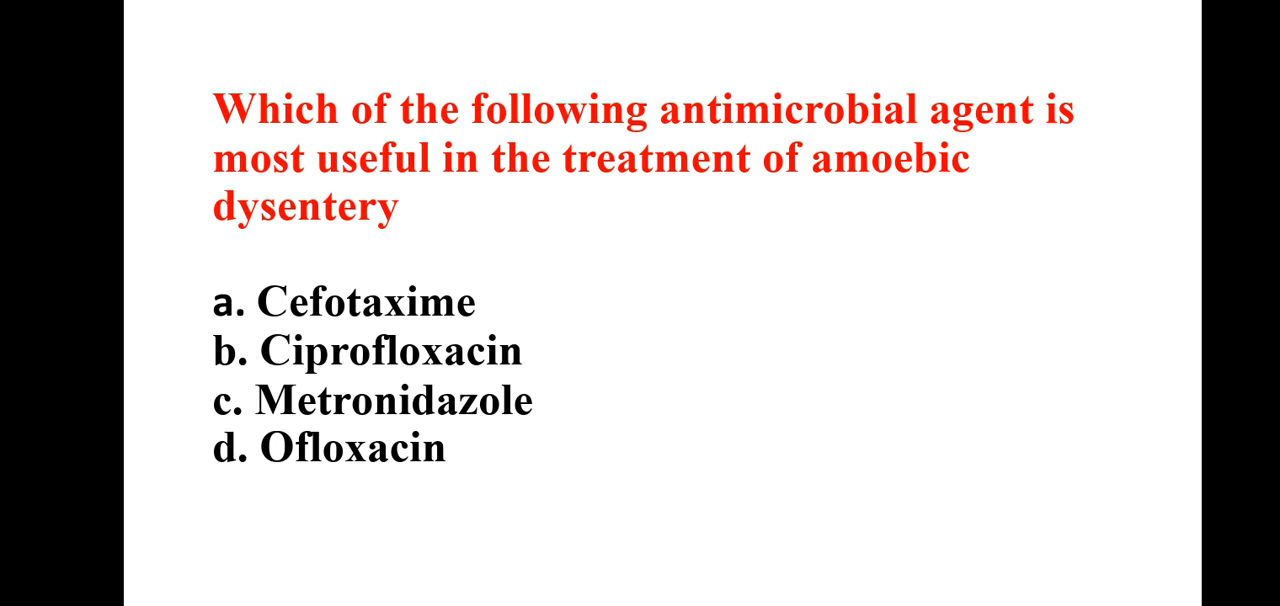 Which of the following antimicrobial agent is
most useful in the treatment of amoebic
dysentery
a. Cefotaxime
b. Ciprofloxacin
c. Metronidazole
d. Ofloxacin